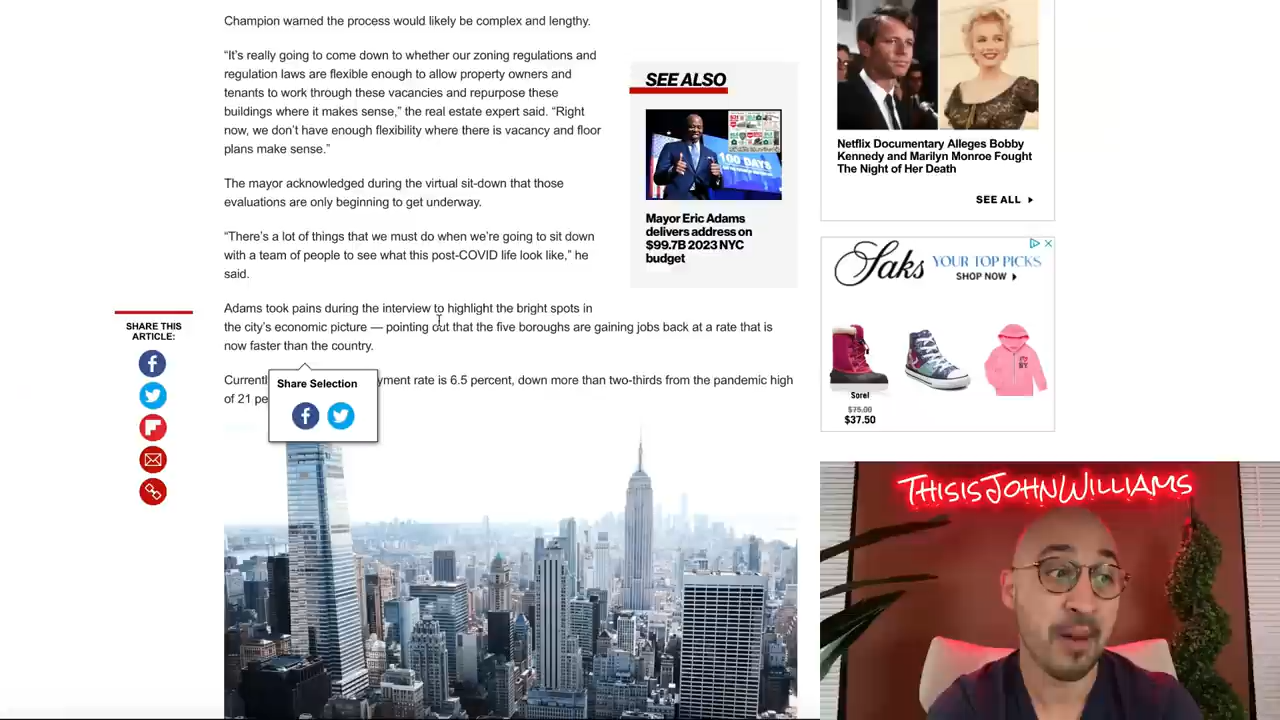 Champion warned the process would likely be complex and lengthy.
“It’s really going to come down to whether our zoning regulations and
regulation laws are flexible enough to allow property owners and
tenants to work through these vacancies and repurpose these
buildings where it makes sense,” the real estate expert said. “Right
now, we don’t have enough flexibility where there is vacancy and floor
plans make sense.”
The mayor acknowledged during the virtual sit-down that those
evaluations are only beginning to get underway.
“There’s a lot of things that we must do when we’re going to sit down
with a team of people to see what this post-COVID life look like,” he
said.
Adams took pains during the interview to highlight the bright spots in
the city’s economic picture — pointing out that the five boroughs are gaining jobs back at a rate that is
now faster than the country.
yment rate is 6.5 percent, down more than two-thirds from the pandemic high
of 21 pe
Share Selection
SHARE THIS
ARTICLE:
SEE ALSO
100 DAYS
Mayor Eric Adams
delivers address on
$99.7B 2023 NYC
budget
Netflix Documentary Alleges Bobby
Kennedy and Marilyn Monroe Fought
The Night of Her Death
SEE ALL
Saks YOUR TOP PICKS
SHOP NOW
Sorel
$75.00
$37.50
THISISJOHNWILLIAMS